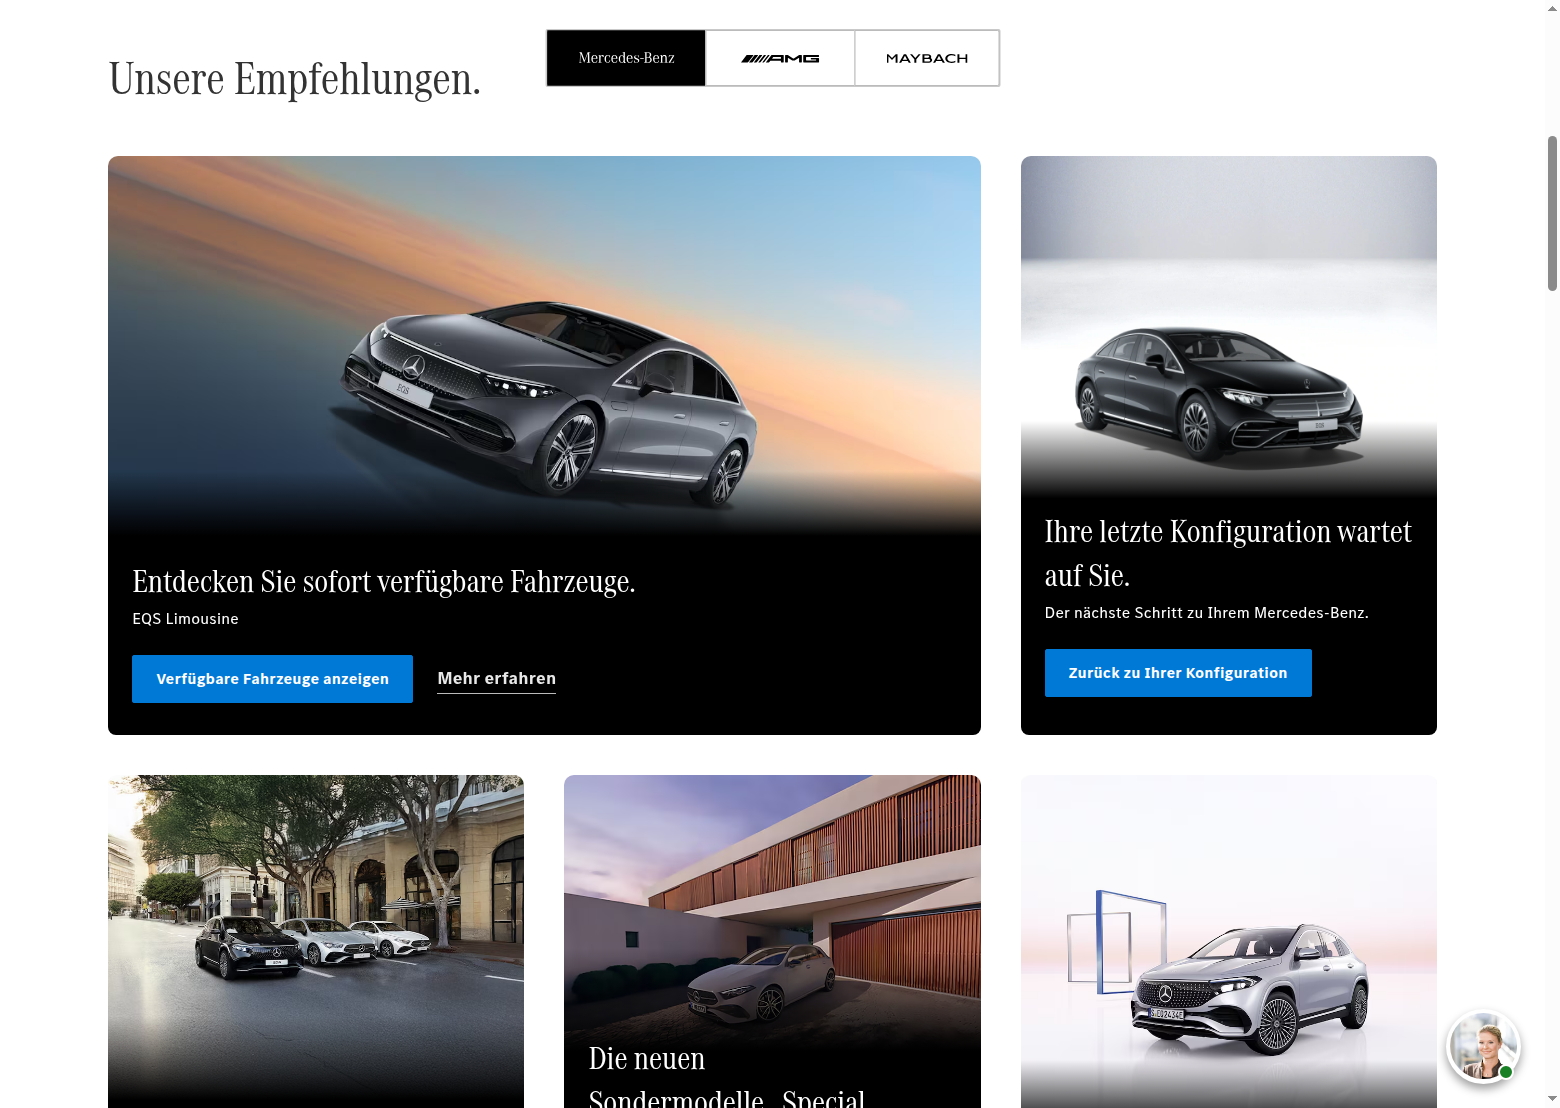 Unsere Empfehlungen.
Mercedes-Benz
AMG
MAYBACH
EQS
EQS
Entdecken Sie sofort verfügbare Fahrzeuge.
EQS Limousine
Verfügbare Fahrzeuge anzeigen
Mehr erfahren
Ihre letzte Konfiguration wartet
auf Sie.
Der nächste Schritt zu Ihrem Mercedes-Benz.
Zurück zu Ihrer Konfiguration
Die neuen
Sondermodelle „Special